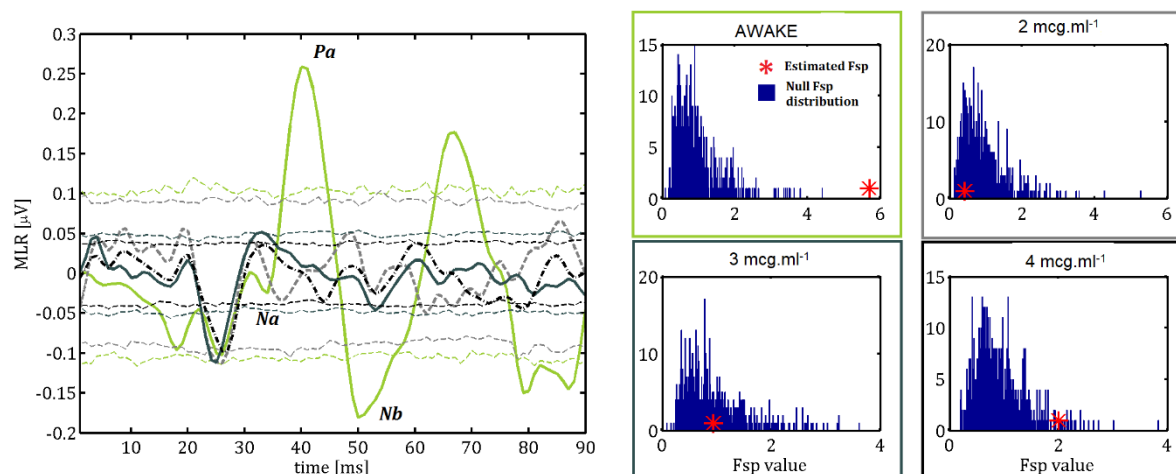 MLR [µV]
0.3
0.25
0.2
0.15
0.1
0.05
0
-0.05
-0.1
-0.15
-0.2
10 20 30 40 50 60 70 80 90
time [ms]
Pa
Na
Nb
AWAKE
15
10
5
0
0 2 4 6
Estimated Fsp
Null Fsp
distribution
2 mcg.ml-1
20
10
0
0 2 4 6
3 mcg.ml-1
20
10
0
0 2 4
Fsp value
4 mcg.ml-1
15
10
5
0
0 2 4
Fsp value